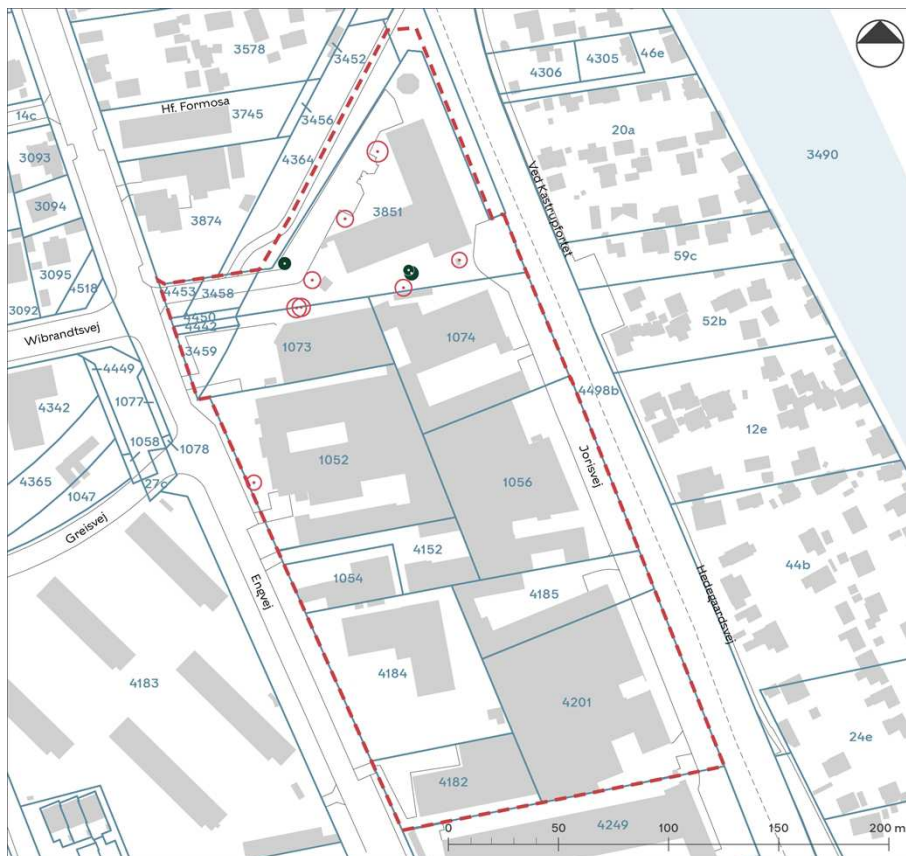 3578
3452
4306
4305
46e
Hf. Formosa
3745
3456
14c
20a
3093
4364
3490
3094
3874
3851
Ved Kastrupfortet
3095
59c
4518
4453
3458
3092
4450
4442
52b
Wibrandtsvej
3459
1073
1074
4449
4498b
4342
1077
12e
1058
1078
1052
Jorisvej
4365
1047
27c
1056
Greisvej
4152
1054
44b
Engvej
4185
Hedegaardsvej
4184
4183
4201
24e
4182
4249
0 50 100 150 200 m